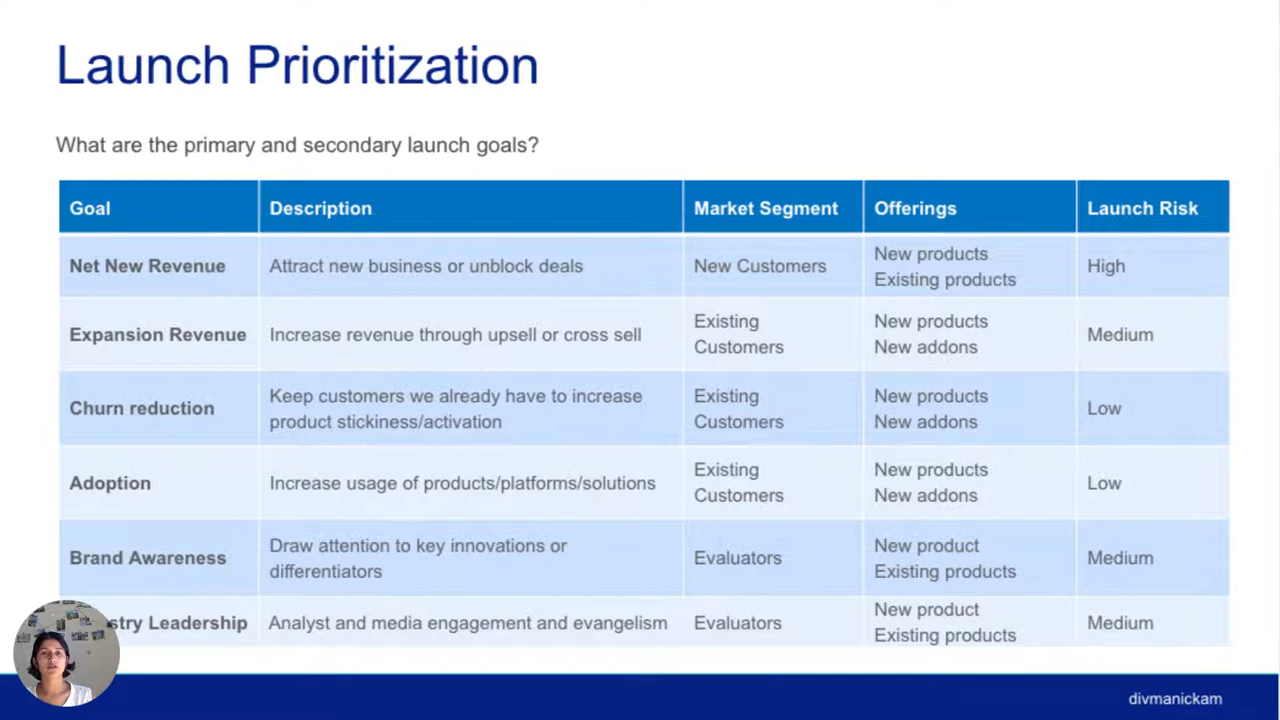 Launch Prioritization
What are the primary and secondary launch goals?
Goal Description Market Segment Offerings Launch Risk
Net New Revenue Attract new business or unblock deals New Customers New products
Existing products High
Expansion Revenue Increase revenue through upsell or cross sell Existing
Customers New products
New addons Medium
Churn reduction Keep customers we already have to increase
product stickiness/activation Existing
Customers New products
New addons Low
Adoption Increase usage of products/platforms/solutions Existing
Customers New products
New addons Low
Brand Awareness Draw attention to key innovations or
differentiators Evaluators New product
Existing products Medium
stry Leadership Analyst and media engagement and evangelism Evaluators New product
Existing products Medium
divmanickam